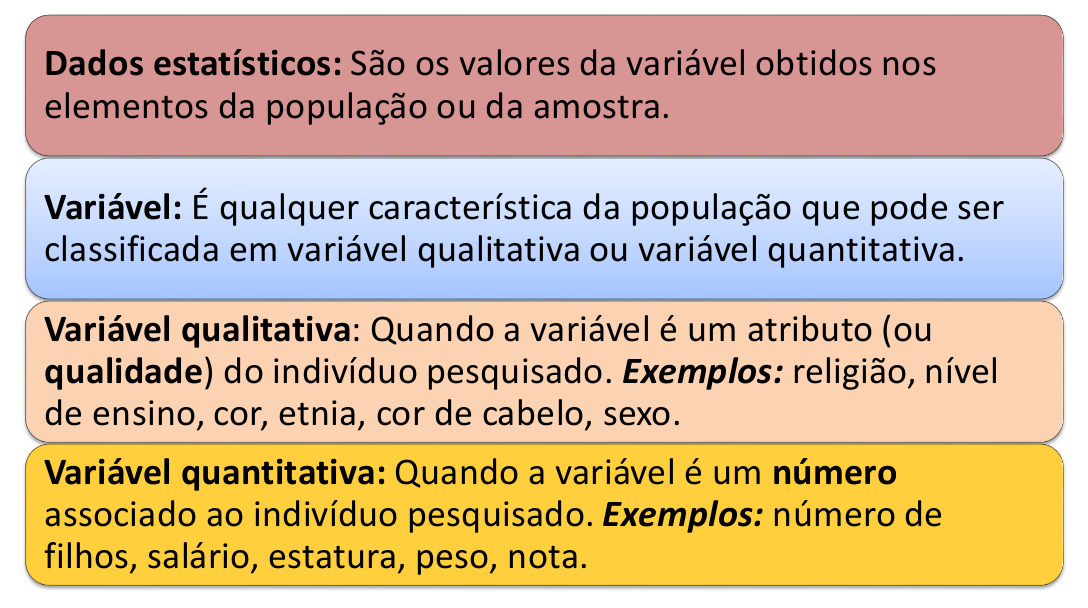 Dados estatísticos: São os valores da variável obtidos nos
elementos da população ou da amostra.
Variável: É qualquer característica da população que pode ser
classificada em variável qualitativa ou variável quantitativa.
Variável qualitativa: Quando a variável é um atributo (ou
qualidade) do indivíduo pesquisado. Exemplos: religião, nível
de ensino, cor, etnia, cor de cabelo, sexo.
Variável quantitativa: Quando a variável é um número
associado ao indivíduo pesquisado. Exemplos: número de
filhos, salário, estatura, peso, nota.